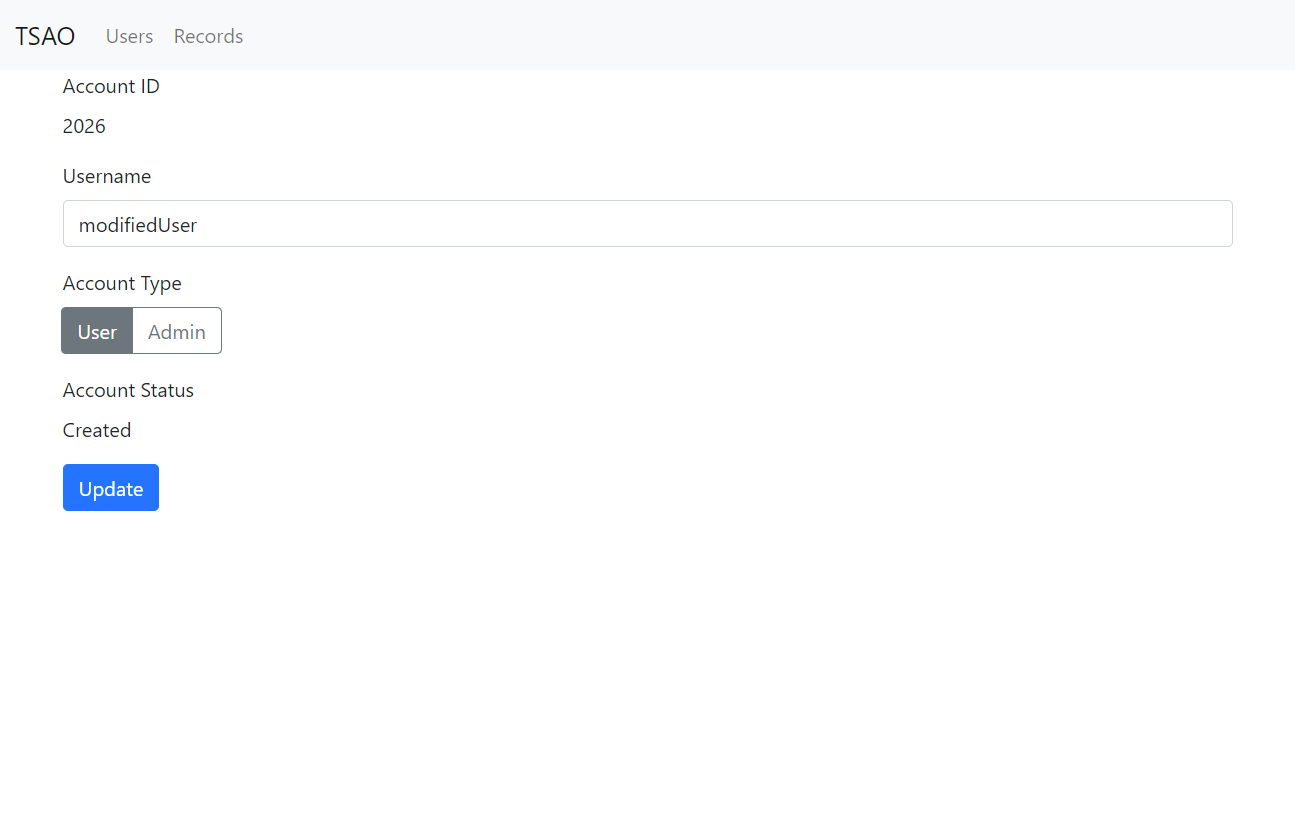 TSAO Users Records
Account ID
2026
Username
modifiedUser
Account Type
User Admin
Account Status
Created
Update